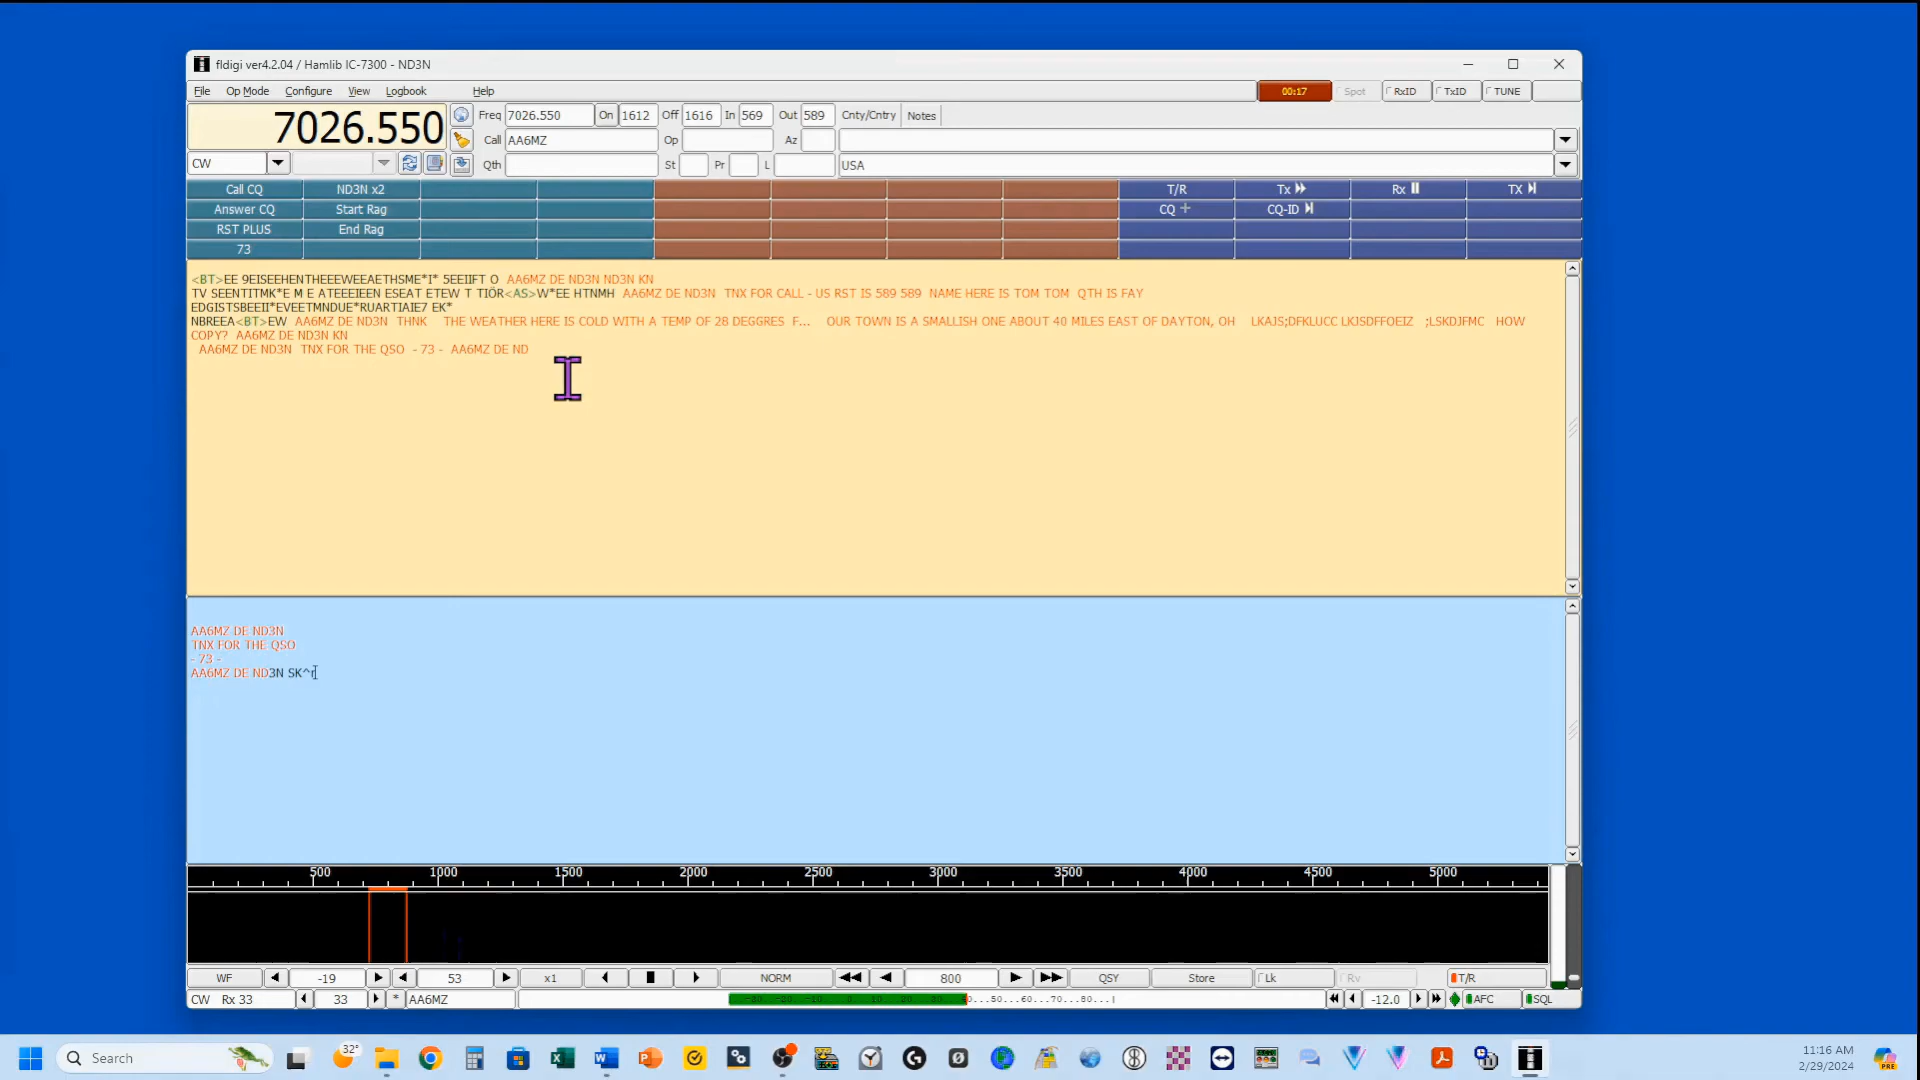 fldigi ver4.2.04 / Hamlib IC-7300 - ND3N
File Op Mode Configure View Logbook Help 00:17 Spot RxID TxID TUNE
7026.550 Freq 7026.550 On 1612 Off 1616 In 569 Out 589 Cnty/Cntry Notes
Call AA6MZ Op Az
CW Qth St Pr L USA
Call CQ ND3N x2 T/R Tx Rx TX
Answer CQ Start Rag CQ + CQ-ID
RST PLUS End Rag
73
<BT>EE 9EISEEHENTHEEEWEEAETHSME*I* 5EEIIFT O AA6MZ DE ND3N ND3N KN
TV SEENTITMK*E M E ATEEEIEEN ESEAT ETEW T TIÖR<AS>W*EE HTNMH AA6MZ DE ND3N TNX FOR CALL - US RST IS 589 589 NAME HERE IS TOM TOM QTH IS FAY
EDGISTSBEEII*EVEETMNDUE*RUARTIAIE7 EK*
NBREEA<BT>EW AA6MZ DE ND3N THNK THE WEATHER HERE IS COLD WITH A TEMP OF 28 DEGGRES F... OUR TOWN IS A SMALLISH ONE ABOUT 40 MILES EAST OF DAYTON, OH LKAJS;DFKLUCC LKJSDFFOEIZ ;LSKDJFMC HOW
COPY? AA6MZ DE ND3N KN
AA6MZ DE ND3N TNX FOR THE QSO - 73 - AA6MZ DE ND
AA6MZ DE ND3N
TNX FOR THE QSO
- 73 -
AA6MZ DE ND3N SK^r
500 1000 1500 2000 2500 3000 3500 4000 4500 5000
WF -19 53 x1 NORM 800 QSY Store Lk Rv T/R
CW Rx 33 33 * AA6MZ 0...50...60...70...80...| -12.0 AFC SQL
32°
Search
11:16 AM
2/29/2024